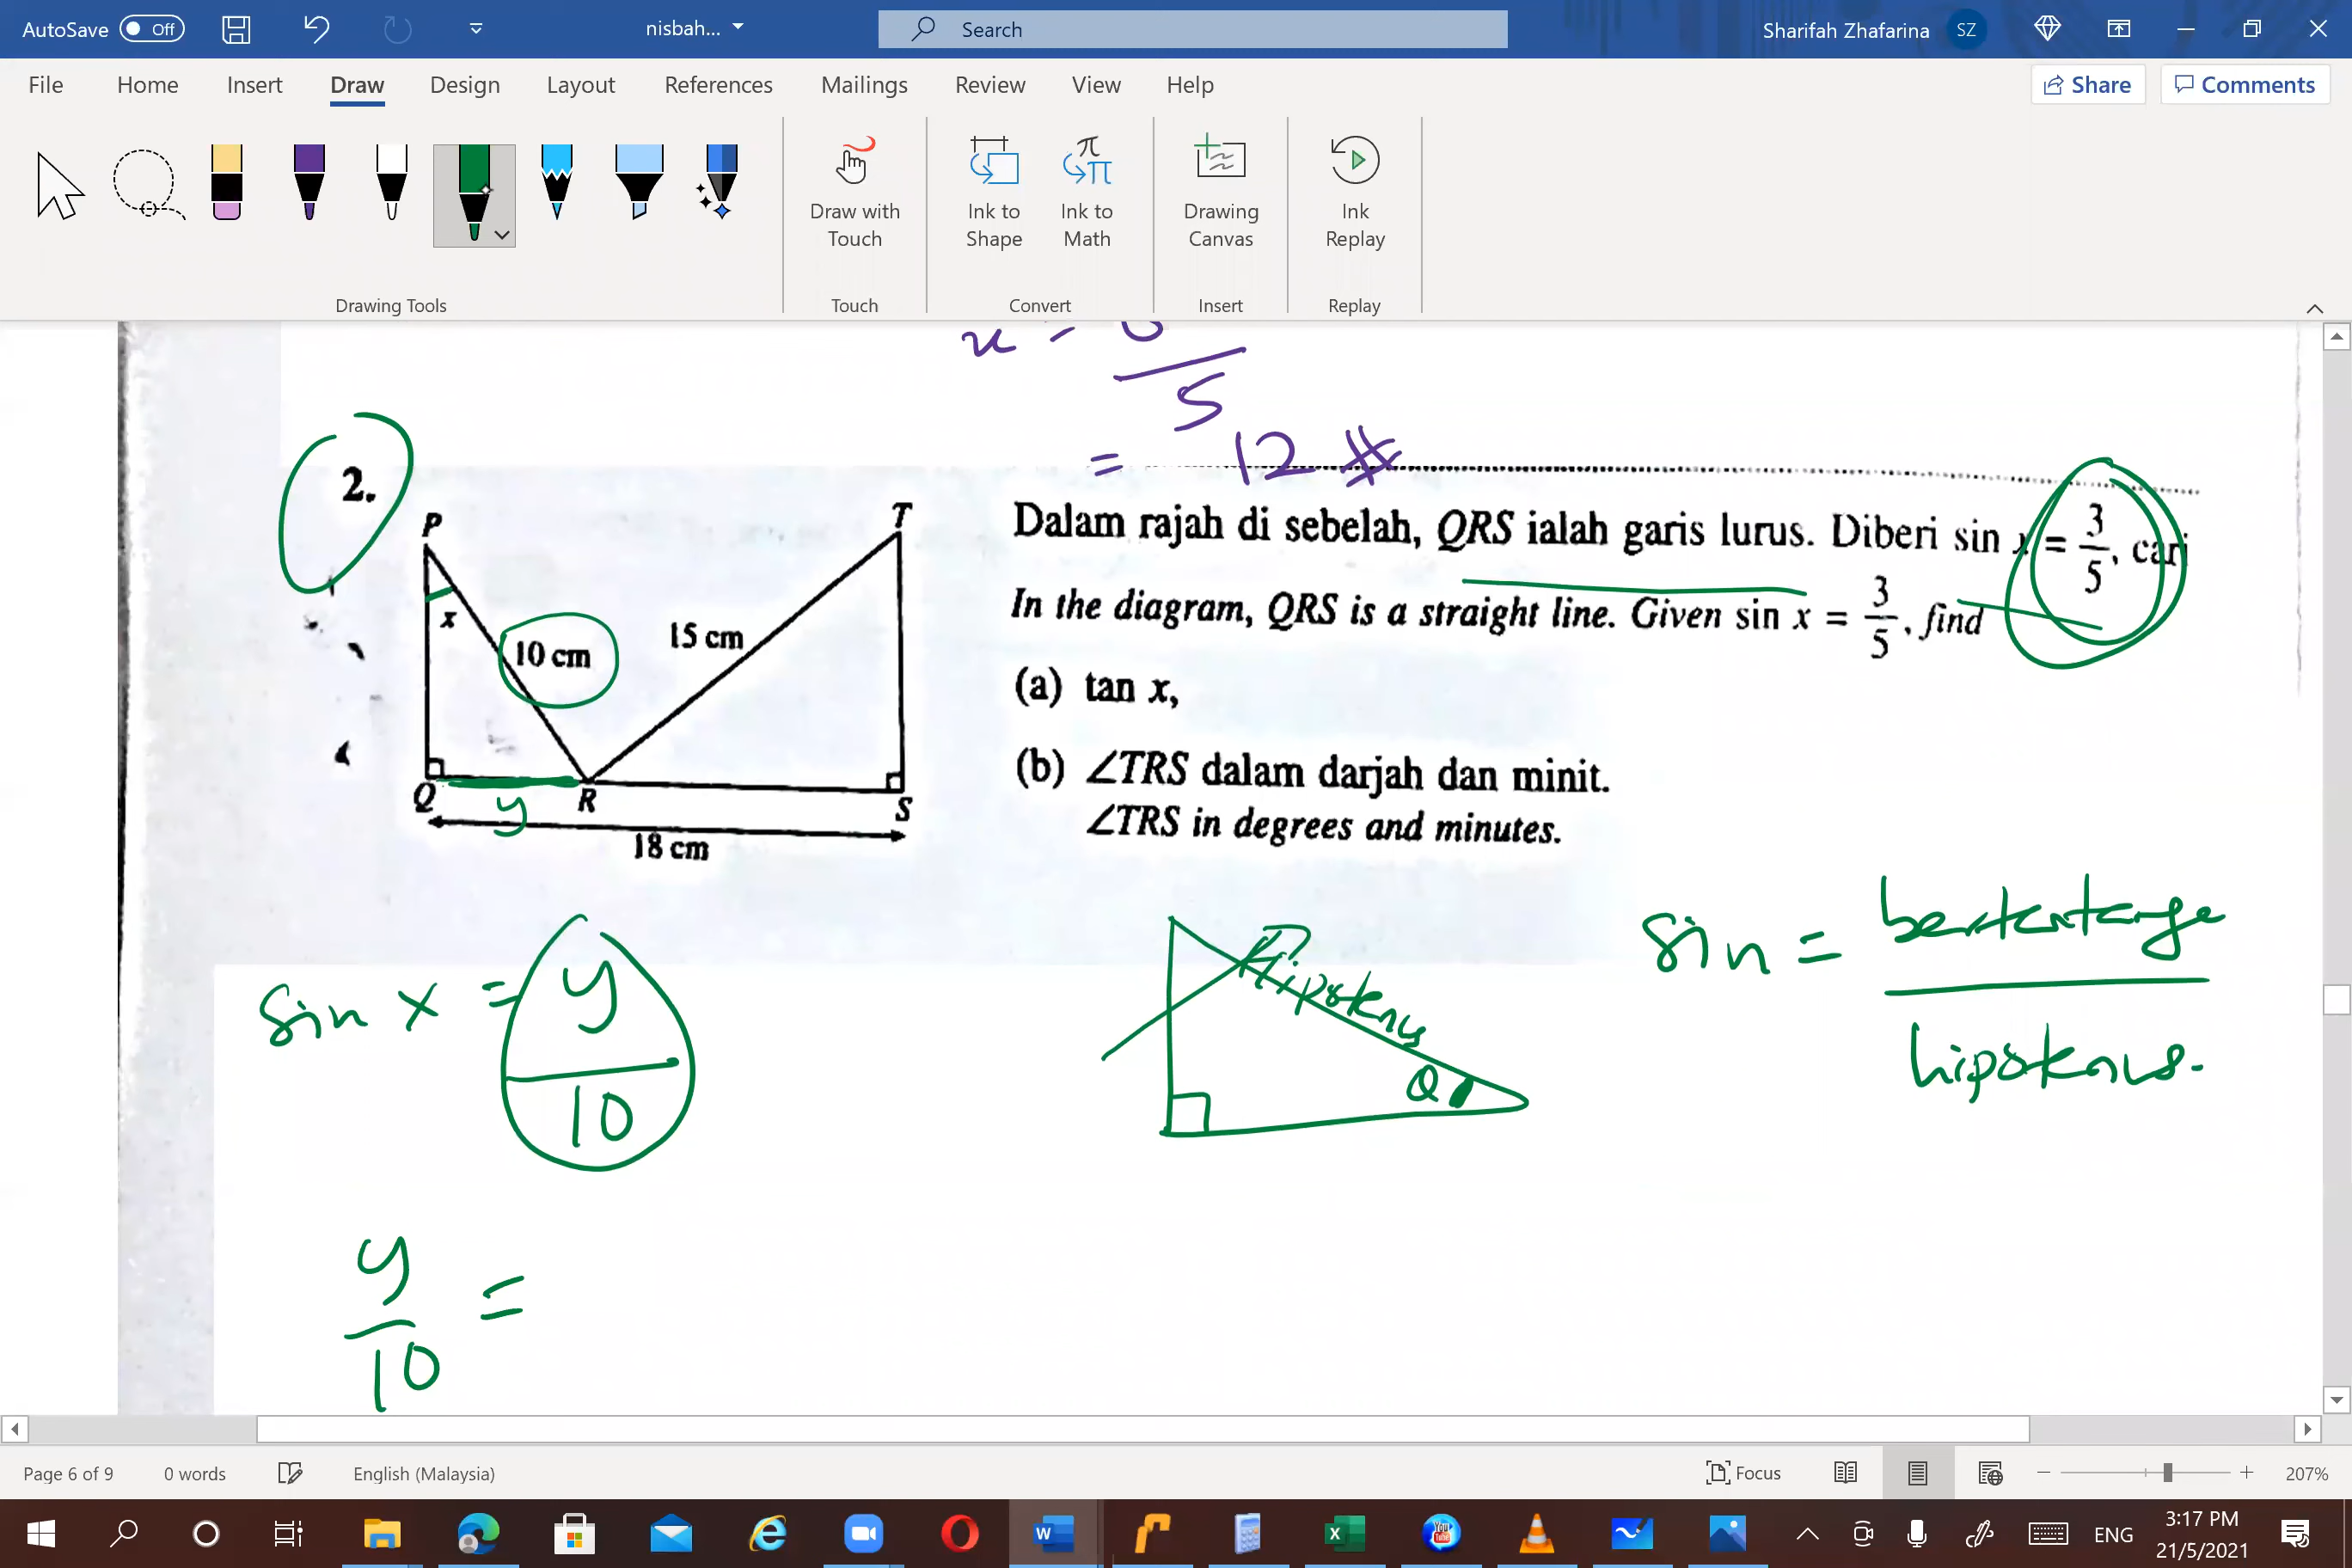 AutoSave Off nisbah... Search Sharifah Zhafarina SZ
File Home Insert Draw Design Layout References Mailings Review View Help Share Comments
Draw with Touch
Ink to Shape
Ink to Math
Drawing Canvas
Ink Replay
Drawing Tools Touch Convert Insert Replay
5
= 12 #
2.
P
T
x
10 cm
15 cm
Q
y
R
S
18 cm
Dalam rajah di sebelah, QRS ialah garis lurus. Diberi sin x = 3/5, cari
In the diagram, QRS is a straight line. Given sin x = 3/5, find
(a) tan x,
(b) ∠TRS dalam darjah dan minit.
∠TRS in degrees and minutes.
sin x = y/10
Hipotenus
Q
sin =
hipotenus.
y/10 =
Page 6 of 9 0 words English (Malaysia) Focus 207%
ENG 3:17 PM
21/5/2021